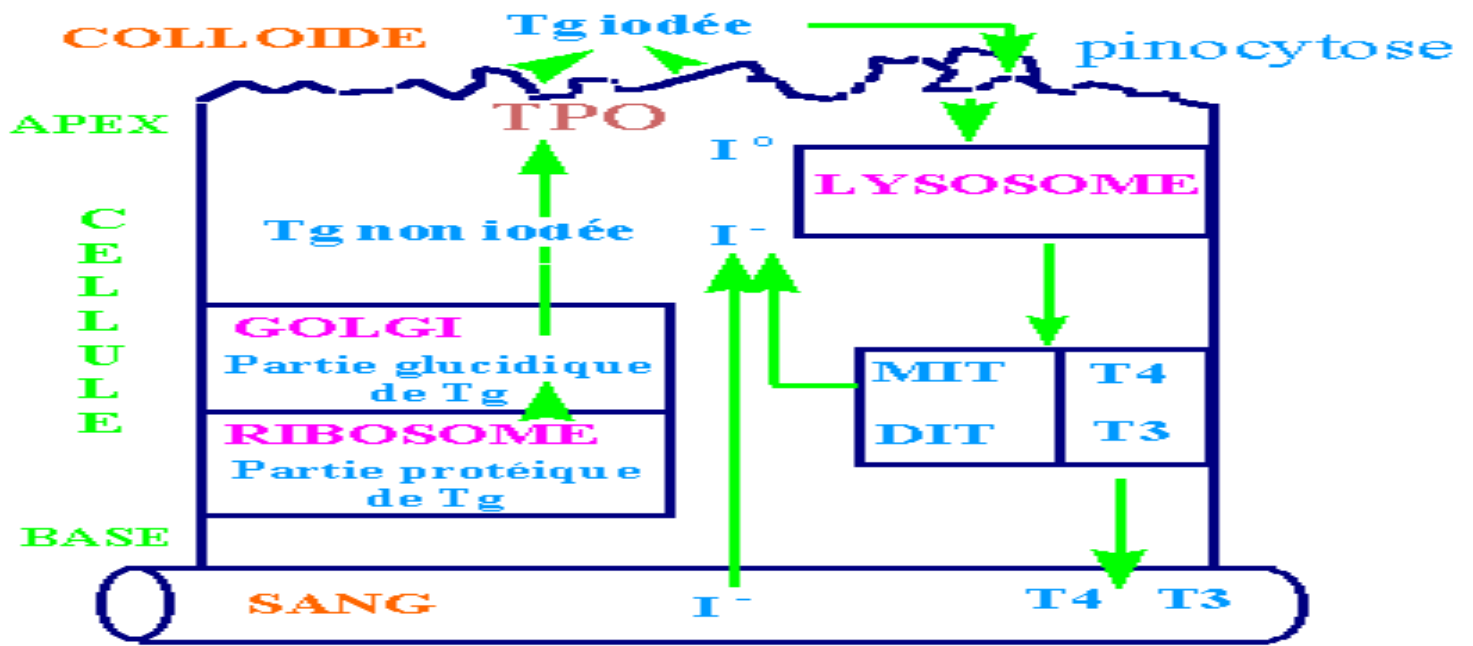 Tg iodée
COLLOIDE
pinocytose
TPO
APEX
I°
LYSOSOME
CELLULE
Tg non iodée
I-
GOLGI
Partie glucidique
de Tg
MIT
T4
RIBOSOME
DIT
T3
Partie protéique
de Tg
BASE
SANG
I-
T4 T3